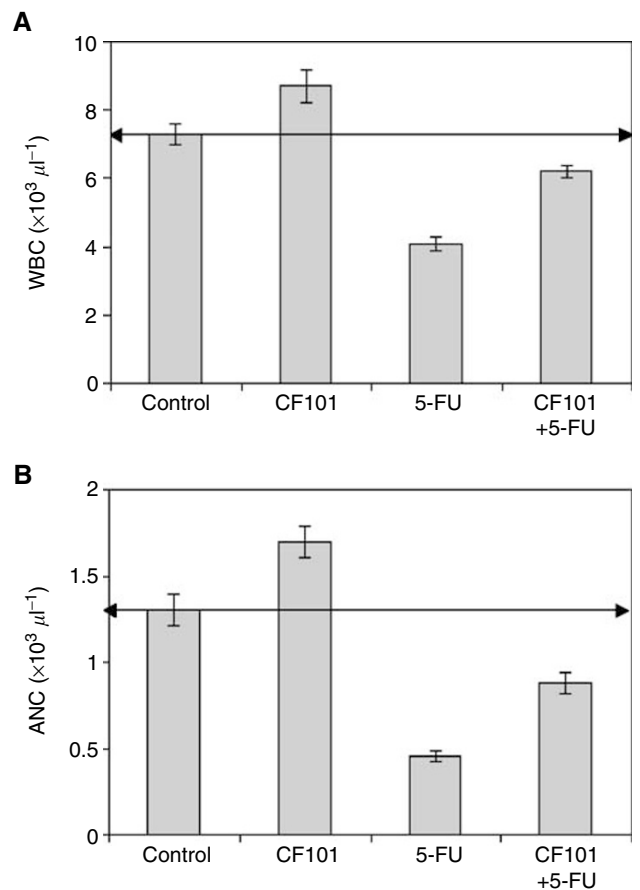 A
10
8
6
4
2
0
WBC (×10³ µl⁻¹)
Control CF101 5-FU CF101
+5-FU
B
2
1.5
1
0.5
0
ANC (×10³ µl⁻¹)
Control CF101 5-FU CF101
+5-FU